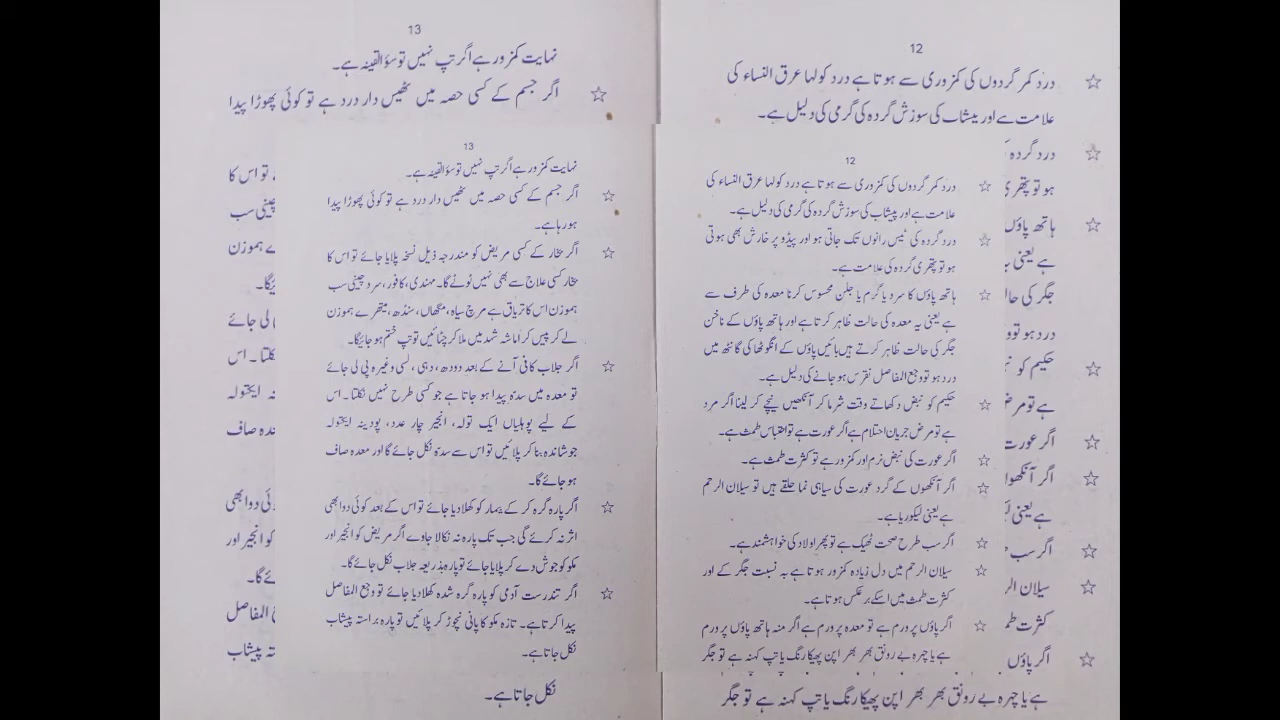 12
درد کمر گردوں کی کمزوری سے ہوتا ہے درد کولہا عرق النساء کی
علامت ہے اور پیشاب کی سوزش گردہ کی گرمی کی دلیل ہے۔
درد گردہ کی ٹیس رانوں تک جاتی ہو اور پیڈو پر خارش بھی ہوتی
ہو تو پتھری گردہ کی علامت ہے۔
ہاتھ پاؤں کا سرد یا گرم یا جلن محسوس کرنا معدہ کی طرف سے
ہے یعنی یہ معدہ کی حالت ظاہر کرتا ہے اور ہاتھ پاؤں کے ناخن
جگر کی حالت ظاہر کرتے ہیں بائیں پاؤں کے انگوٹھا کی گانٹھ میں
درد ہو تو وجع المفاصل نقرس ہو جانے کی دلیل ہے۔
حکیم کو نبض دکھاتے وقت شرما کر آنکھیں نیچے کر لینا اگر مرد
ہے تو مرض جریان احتلام ہے اگر عورت ہے تو احتباس طمث ہے۔
اگر عورت کی نبض نرم اور کمزور ہے تو کثرت طمث ہے۔
اگر آنکھوں کے گرد عورت کی سیاہی نما حلقے ہیں تو سیلان الرحم
ہے یعنی لیکوریا ہے۔
اگر سب طرح صحت ٹھیک ہے تو پھر اولاد کی خواہشمند ہے۔
سیلان الرحم میں دل زیادہ کمزور ہوتا ہے بہ نسبت جگر کے اور
کثرت طمث میں اسکے برعکس ہوتا ہے۔
اگر پاؤں پر ورم ہے تو معدہ پر ورم ہے اگر منہ ہاتھ پاؤں پر ورم
ہے یا چہرہ بے رونق بھر بھر اپن پھیکا رنگ یا تپ کہنہ ہے تو جگر
13
نہایت کمزور ہے اگر تپ نہیں تو سؤ القینہ ہے۔
اگر جسم کے کسی حصہ میں ٹھیس دار درد ہے تو کوئی پھوڑا پیدا
ہو رہا ہے۔
اگر بخار کے کسی مریض کو مندرجہ ذیل نسخہ پلایا جائے تو اس کا
بخار کسی علاج سے بھی نہیں ٹوٹے گا۔ مہندی، کافور، سرد چینی سب
ہموزن اس کا تریاق ہے مرچ سیاہ، مگھاں، سنڈھ، میتھرے ہموزن
لے کر پیس کر ۱ ماشہ شہد میں ملا کر چٹائیں تو تپ ختم ہو جائیگا۔
اگر جلاب کافی آنے کے بعد دودھ، دہی، لسی وغیرہ پی لی جائے
تو معدہ میں سدّہ پیدا ہو جاتا ہے جو کسی طرح نہیں نکلتا۔ اس
کے لیے پوہلیاں ایک تولہ، انجیر چار عدد، پودینہ ایکتولہ
جوشاندہ بنا کر پلائیں تو اس سے سدّہ نکل جائے گا اور معدہ صاف
ہو جائے گا۔
اگر پارہ گرہ کر کے بیمار کو کھلا دیا جائے تو اس کے بعد کوئی دوا بھی
اثر نہ کرئے گی جب تک پارہ نہ نکالا جاوے اگر مریض کو انجیر اور
مکو کو جوش دے کر پلایا جائے تو پارہ بذریعہ جلاب نکل جائے گا۔
اگر تندرست آدمی کو پارہ گرہ شدہ کھلا دیا جائے تو وجع المفاصل
پیدا کرتا ہے۔ تازہ مکو کا پانی نچوڑ کر پلائیں تو پارہ براستہ پیشاب
نکل جاتا ہے۔